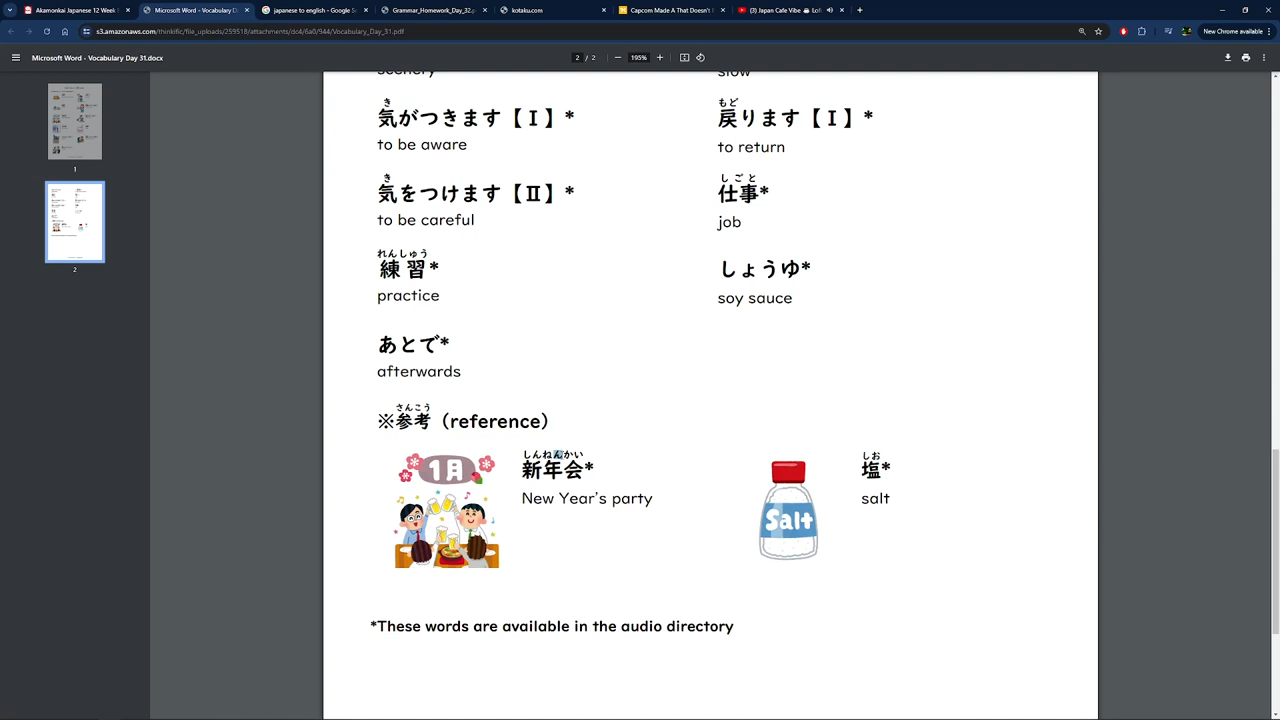 Akamonkai Japanese 12 Week
Microsoft Word - Vocabulary D
japanese to english - Google S
Grammar_Homework_Day_32.p
kotaku.com
Capcom Made A That Doesn't
(3) Japan Cafe Vibe
Lof
s3.amazonaws.com/thinkific/file_uploads/259518/attachments/dc4/6a0/944/Vocabulary_Day_31.pdf
New Chrome available
Microsoft Word - Vocabulary Day 31.docx
2 / 2
195%
1
2
scenery
slow
き
気がつきます【Ⅰ】*
to be aware
もど
戻ります【Ⅰ】*
to return
き
気をつけます【Ⅱ】*
to be careful
しごと
仕事*
job
れんしゅう
練習*
practice
しょうゆ*
soy sauce
あとで*
afterwards
さんこう
※参考（reference）
1月
しんねんかい
新年会*
New Year's party
Salt
しお
塩*
salt
*These words are available in the audio directory